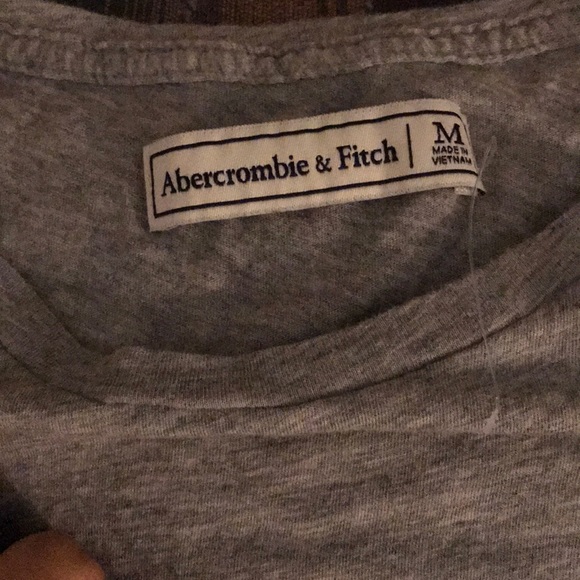 Abercrombie & Fitch | M
MADE IN
VIETNAM